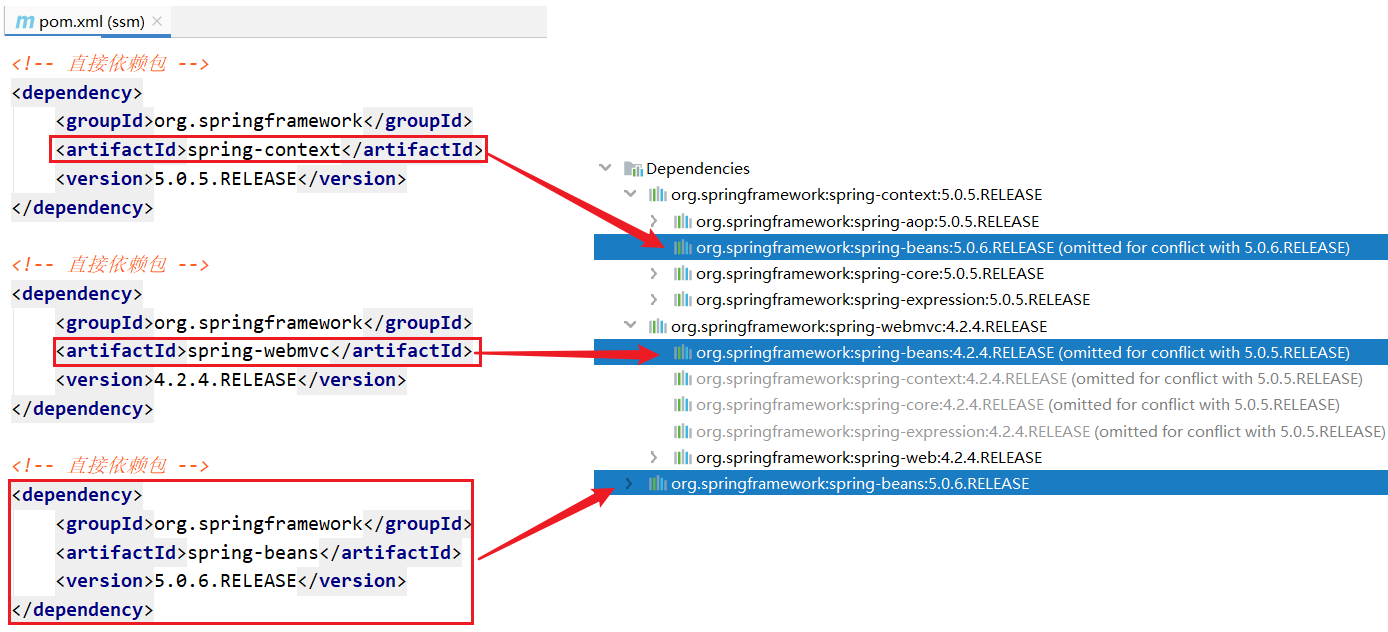 pom.xml (ssm)
<!-- 直接依赖包 -->
<dependency>
<groupId>org.springframework</groupId>
<artifactId>spring-context</artifactId>
<version>5.0.5.RELEASE</version>
</dependency>
<!-- 直接依赖包 -->
<dependency>
<groupId>org.springframework</groupId>
<artifactId>spring-webmvc</artifactId>
<version>4.2.4.RELEASE</version>
</dependency>
<!-- 直接依赖包 -->
<dependency>
<groupId>org.springframework</groupId>
<artifactId>spring-beans</artifactId>
<version>5.0.6.RELEASE</version>
</dependency>
Dependencies
org.springframework:spring-context:5.0.5.RELEASE
org.springframework:spring-aop:5.0.5.RELEASE
org.springframework:spring-beans:5.0.6.RELEASE (omitted for conflict with 5.0.6.RELEASE)
org.springframework:spring-core:5.0.5.RELEASE
org.springframework:spring-expression:5.0.5.RELEASE
org.springframework:spring-webmvc:4.2.4.RELEASE
org.springframework:spring-beans:4.2.4.RELEASE (omitted for conflict with 5.0.5.RELEASE)
org.springframework:spring-context:4.2.4.RELEASE (omitted for conflict with 5.0.5.RELEASE)
org.springframework:spring-core:4.2.4.RELEASE (omitted for conflict with 5.0.5.RELEASE)
org.springframework:spring-expression:4.2.4.RELEASE (omitted for conflict with 5.0.5.RELEASE)
org.springframework:spring-web:4.2.4.RELEASE
org.springframework:spring-beans:5.0.6.RELEASE